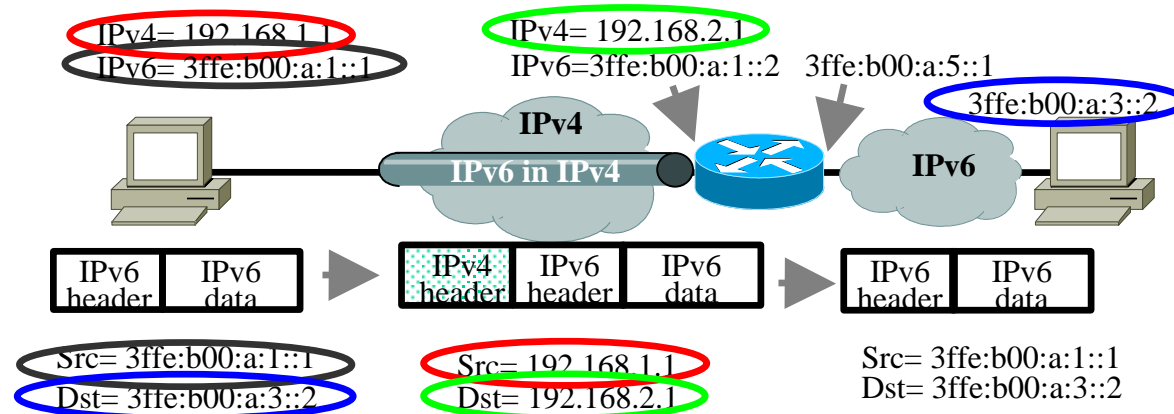 IPv4= 192.168.1.1
IPv6= 3ffe:b00:a:1::1
IPv4= 192.168.2.1
IPv6=3ffe:b00:a:1::2
3ffe:b00:a:5::1
3ffe:b00:a:3::2
IPv4
IPv6 in IPv4
IPv6
IPv6
header
IPv6
data
IPv4
header
IPv6
header
IPv6
data
IPv6
header
IPv6
data
Src= 3ffe:b00:a:1::1
Dst= 3ffe:b00:a:3::2
Src= 192.168.1.1
Dst= 192.168.2.1
Src= 3ffe:b00:a:1::1
Dst= 3ffe:b00:a:3::2